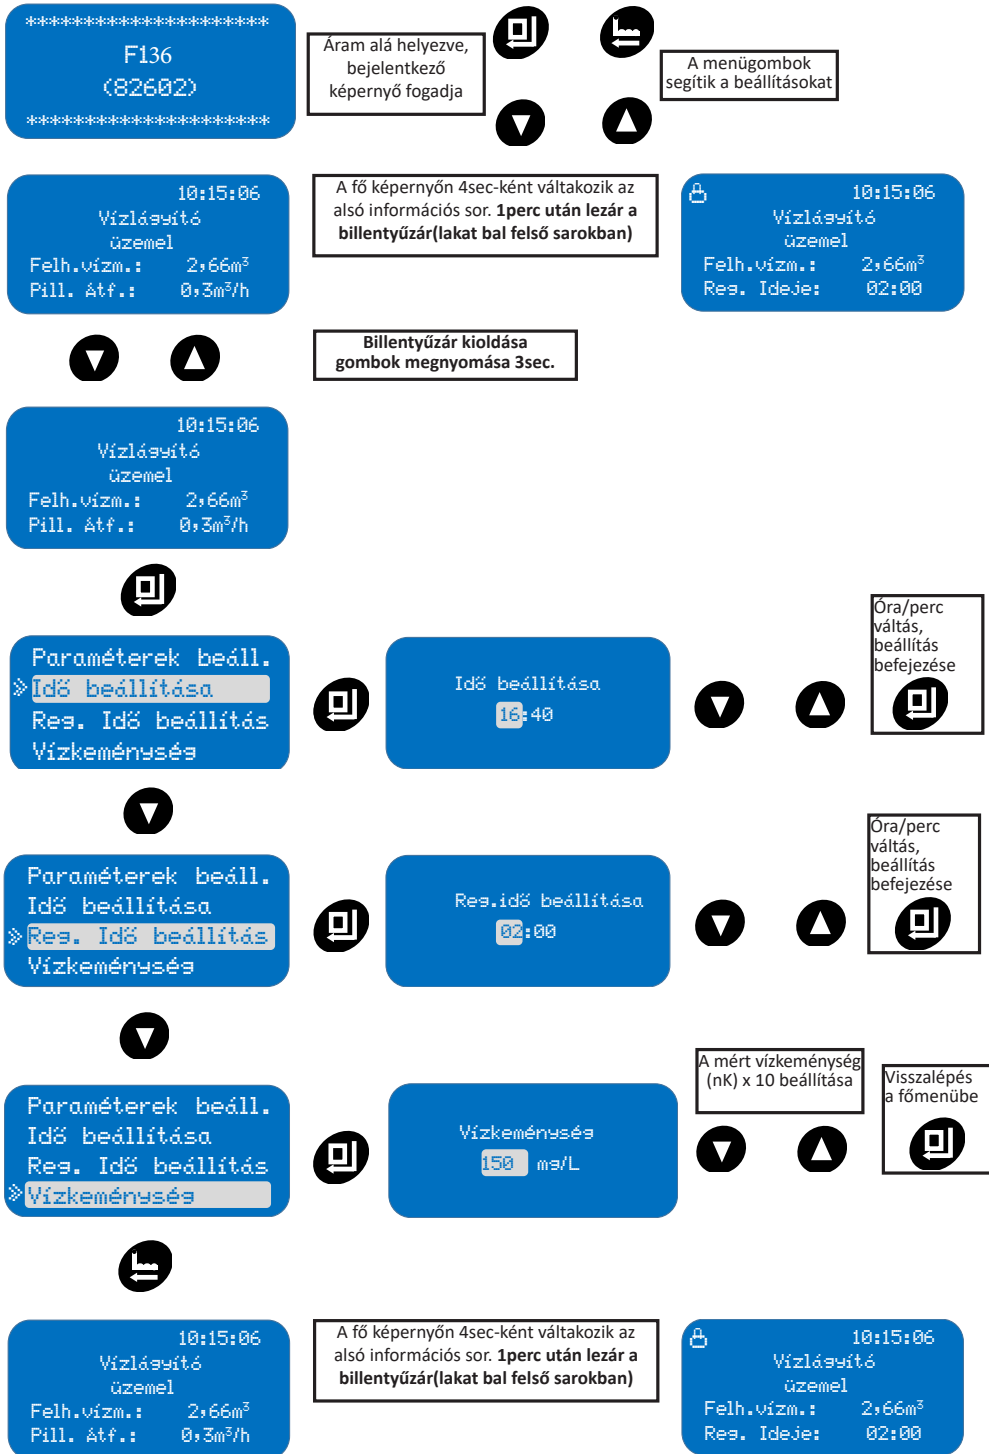 *********************
F136
(82602)
*********************
Áram alá helyezve,
bejelentkező
képernyő fogadja
A menügombok
segítik a beállításokat
10:15:06
Vízlágyító
üzemel
Felh.vízm.: 2,66m³
Pill. Átf.: 0,3m³/h
A fő képernyőn 4sec-ként váltakozik az
alsó információs sor. 1perc után lezár a
billentyűzár(lakat bal felső sarokban)
10:15:06
Vízlágyító
üzemel
Felh.vízm.: 2,66m³
Reg. Ideje: 02:00
Billentyűzár kioldása
gombok megnyomása 3sec.
10:15:06
Vízlágyító
üzemel
Felh.vízm.: 2,66m³
Pill. Átf.: 0,3m³/h
Paraméterek beáll.
»Idő beállítása
Reg. Idő beállítás
Vízkeménység
Idő beállítása
16:40
Óra/perc
váltás,
beállítás
befejezése
Paraméterek beáll.
Idő beállítása
»Reg. Idő beállítás
Vízkeménység
Reg.idő beállítása
02:00
Óra/perc
váltás,
beállítás
befejezése
Paraméterek beáll.
Idő beállítása
Reg. Idő beállítás
»Vízkeménység
Vízkeménység
150 mg/L
A mért vízkeménység
(nK) x 10 beállítása
Visszalépés
a főmenübe
10:15:06
Vízlágyító
üzemel
Felh.vízm.: 2,66m³
Pill. Átf.: 0,3m³/h
A fő képernyőn 4sec-ként váltakozik az
alsó információs sor. 1perc után lezár a
billentyűzár(lakat bal felső sarokban)
10:15:06
Vízlágyító
üzemel
Felh.vízm.: 2,66m³
Reg. Ideje: 02:00